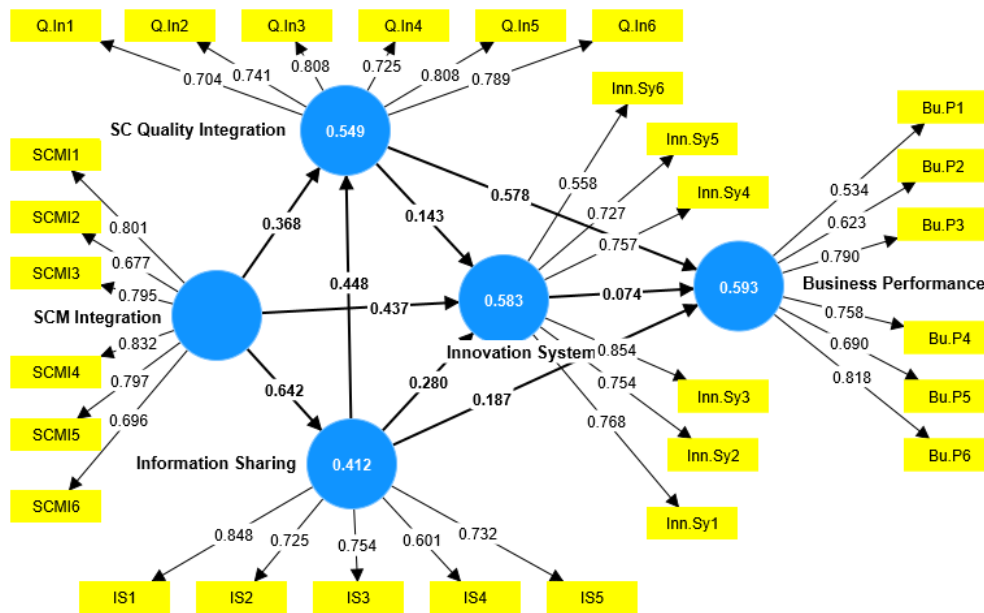 Q.In1 Q.In2 Q.In3 Q.In4 Q.In5 Q.In6
0.704 0.741 0.808 0.725 0.808 0.789
Inn.Sy6
Bu.P1
SC Quality Integration 0.549
Inn.Sy5
SCMI1
Bu.P2
0.558
0.534
0.578
Inn.Sy4
0.801
0.727
0.623
SCMI2
0.368
0.143
0.757
Bu.P3
0.677
0.790
SCMI3
0.448
0.795
0.437 0.583 0.074 0.593 Business Performance
SCM Integration
0.758
0.832
Innovation System 0.854
Bu.P4
SCMI4
0.642
0.280
0.754
0.690
0.797
0.187
0.818
SCMI5
Inn.Sy3
Bu.P5
0.696
0.768
Information Sharing 0.412
Inn.Sy2
Bu.P6
SCMI6
Inn.Sy1
0.848 0.725 0.754 0.601 0.732
IS1 IS2 IS3 IS4 IS5